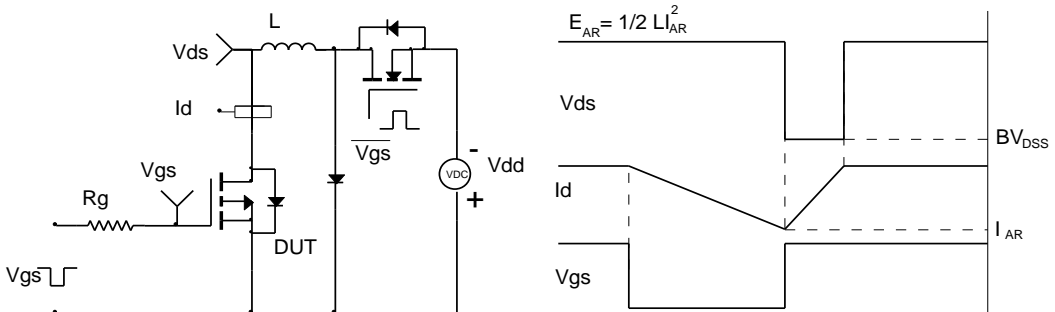 L
Vds
Id
Vgs
Rg
DUT
Vgs
Vgs
VDC
-
+
Vdd
E_AR= 1/2 LI_AR^2
Vds
BV_DSS
Id
I_AR
Vgs